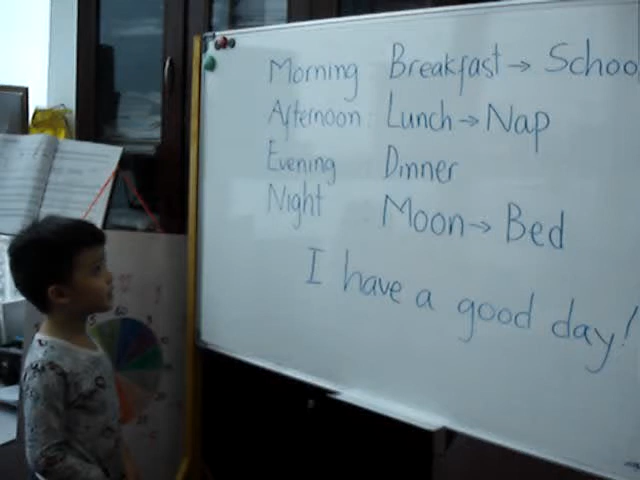 Morning Breakfast → Schoo
Afternoon Lunch → Nap
Evening Dinner
Night Moon → Bed
I have a good day!